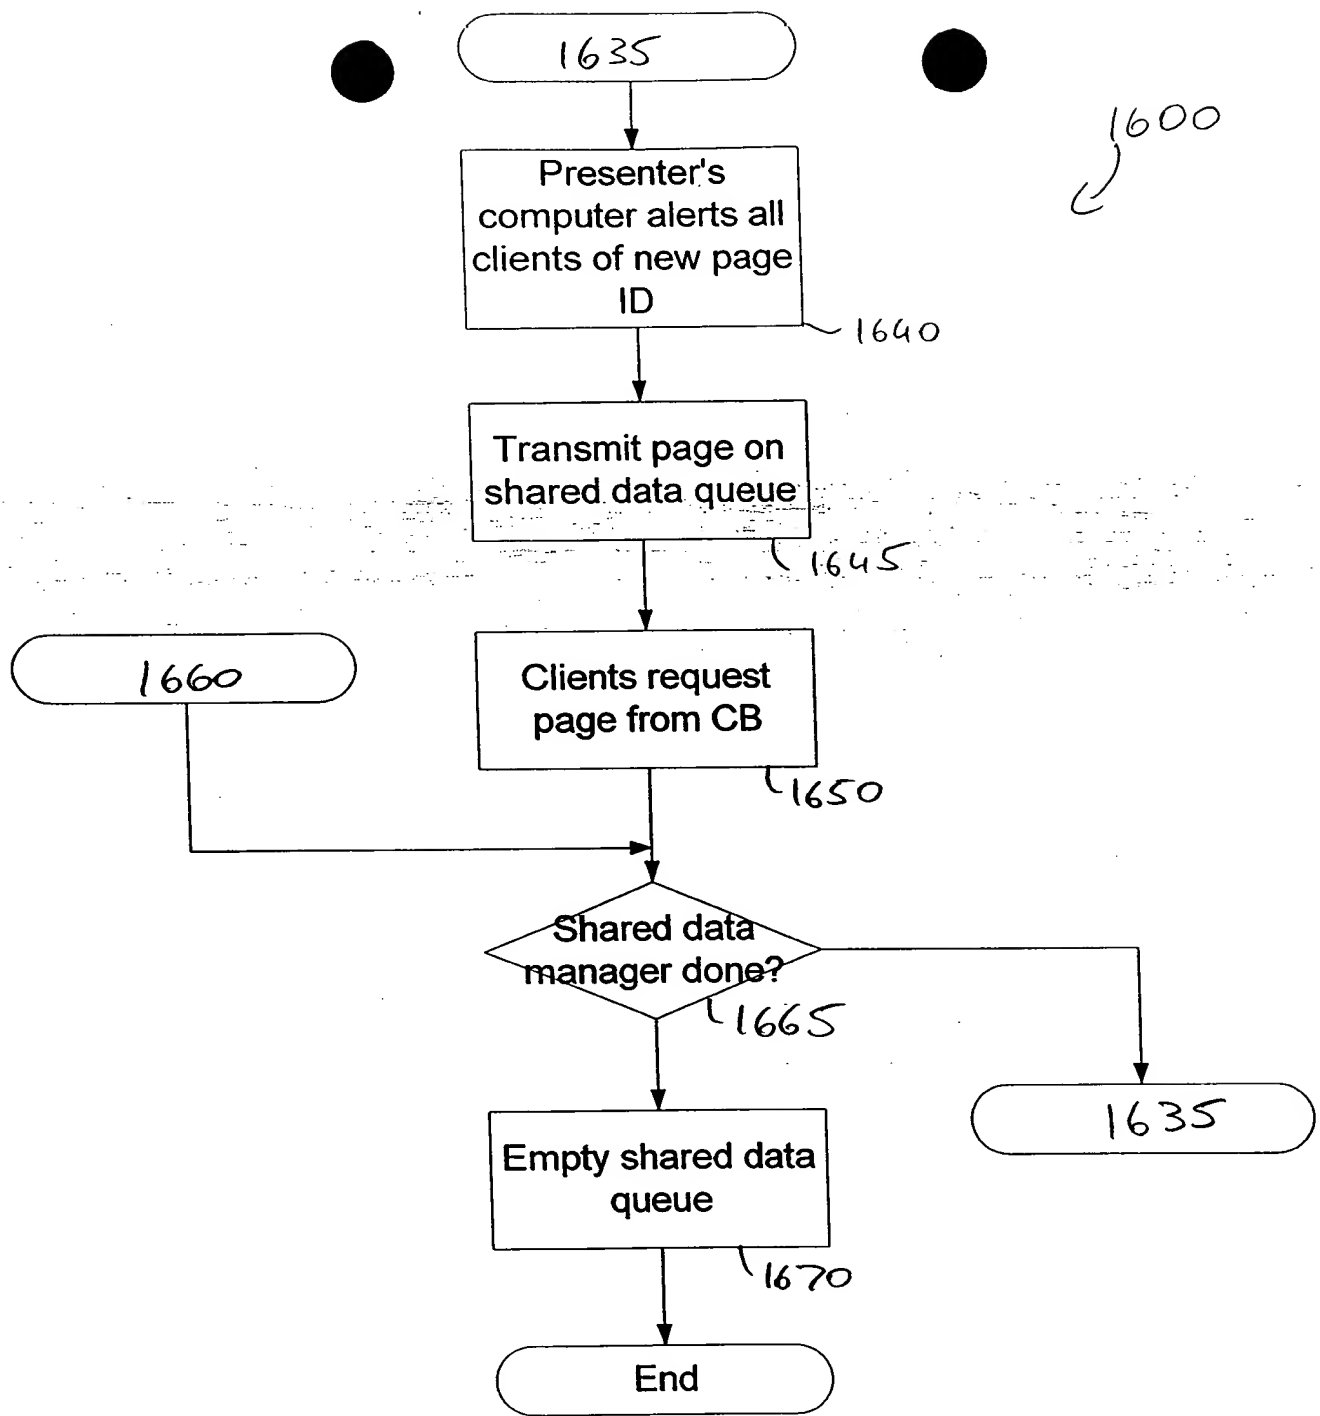 1635
1600
Presenter's
computer alerts all
clients of new page
ID
1640
Transmit page on
shared data queue
1645
1660
Clients request
page from CB
1650
Shared data
manager done?
1665
1635
Empty shared data
queue
1670
End